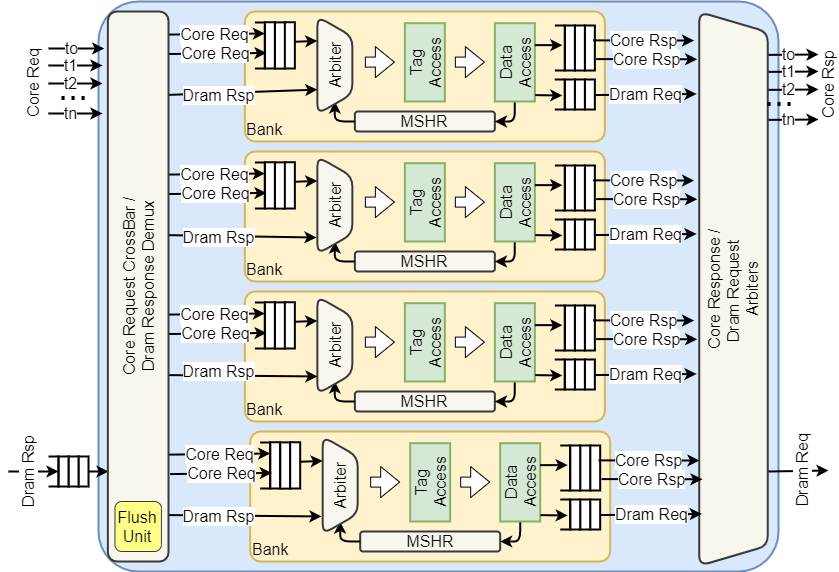 Core Req
to
t1
t2
...
tn
Core Request CrossBar /
Dram Response Demux
Flush
Unit
Dram Rsp
Core Req
Core Req
Dram Rsp
Arbiter
Tag
Access
Data
Access
MSHR
Bank
Core Rsp
Core Rsp
Dram Req
Core Req
Core Req
Dram Rsp
Arbiter
Tag
Access
Data
Access
MSHR
Bank
Core Rsp
Core Rsp
Dram Req
Core Req
Core Req
Dram Rsp
Arbiter
Tag
Access
Data
Access
MSHR
Bank
Core Rsp
Core Rsp
Dram Req
Core Req
Core Req
Dram Rsp
Arbiter
Tag
Access
Data
Access
MSHR
Bank
Core Rsp
Core Rsp
Dram Req
Core Response /
Dram Request
Arbiters
to
t1
t2
...
tn
Core Rsp
Dram Req